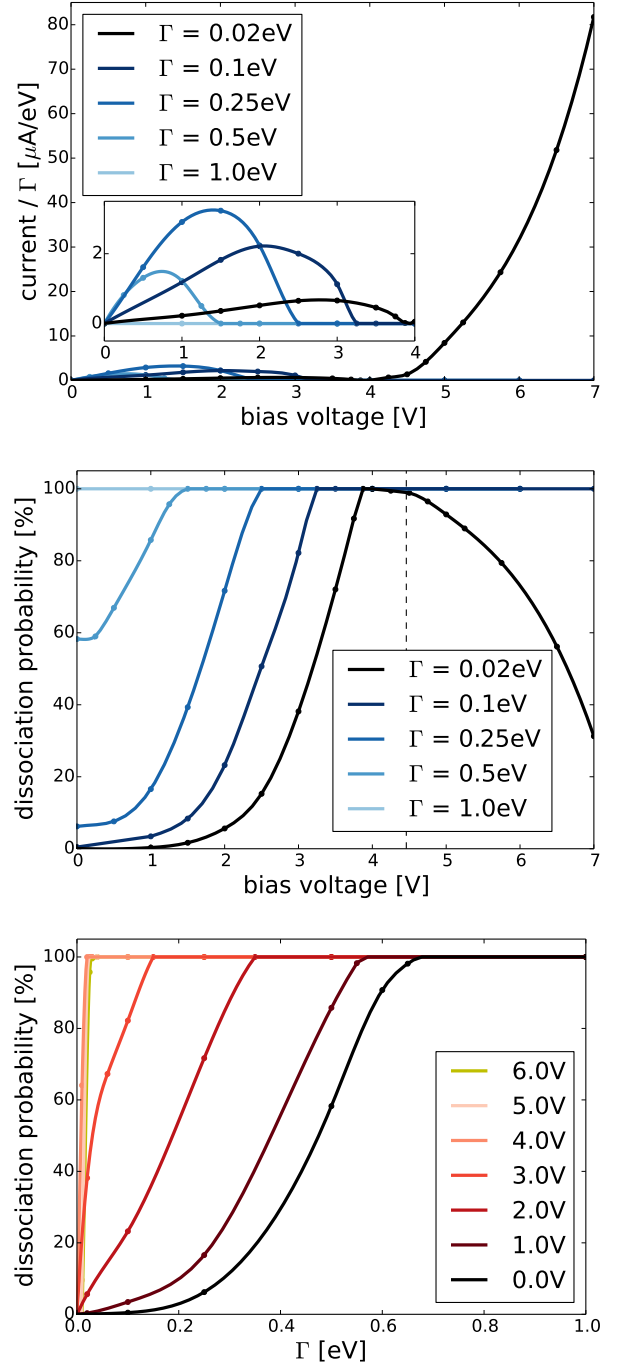 80
70
60
50
40
30
20
10
0
current / Γ [μA/eV]
Γ = 0.02eV
Γ = 0.1eV
Γ = 0.25eV
Γ = 0.5eV
Γ = 1.0eV
2
0
0 1 2 3 4
0 1 2 3 4 5 6 7
bias voltage [V]
100
80
60
40
20
0
dissociation probability [%]
Γ = 0.02eV
Γ = 0.1eV
Γ = 0.25eV
Γ = 0.5eV
Γ = 1.0eV
0 1 2 3 4 5 6 7
bias voltage [V]
100
80
60
40
20
0
dissociation probability [%]
6.0V
5.0V
4.0V
3.0V
2.0V
1.0V
0.0V
0.0 0.2 0.4 0.6 0.8 1.0
Γ [eV]